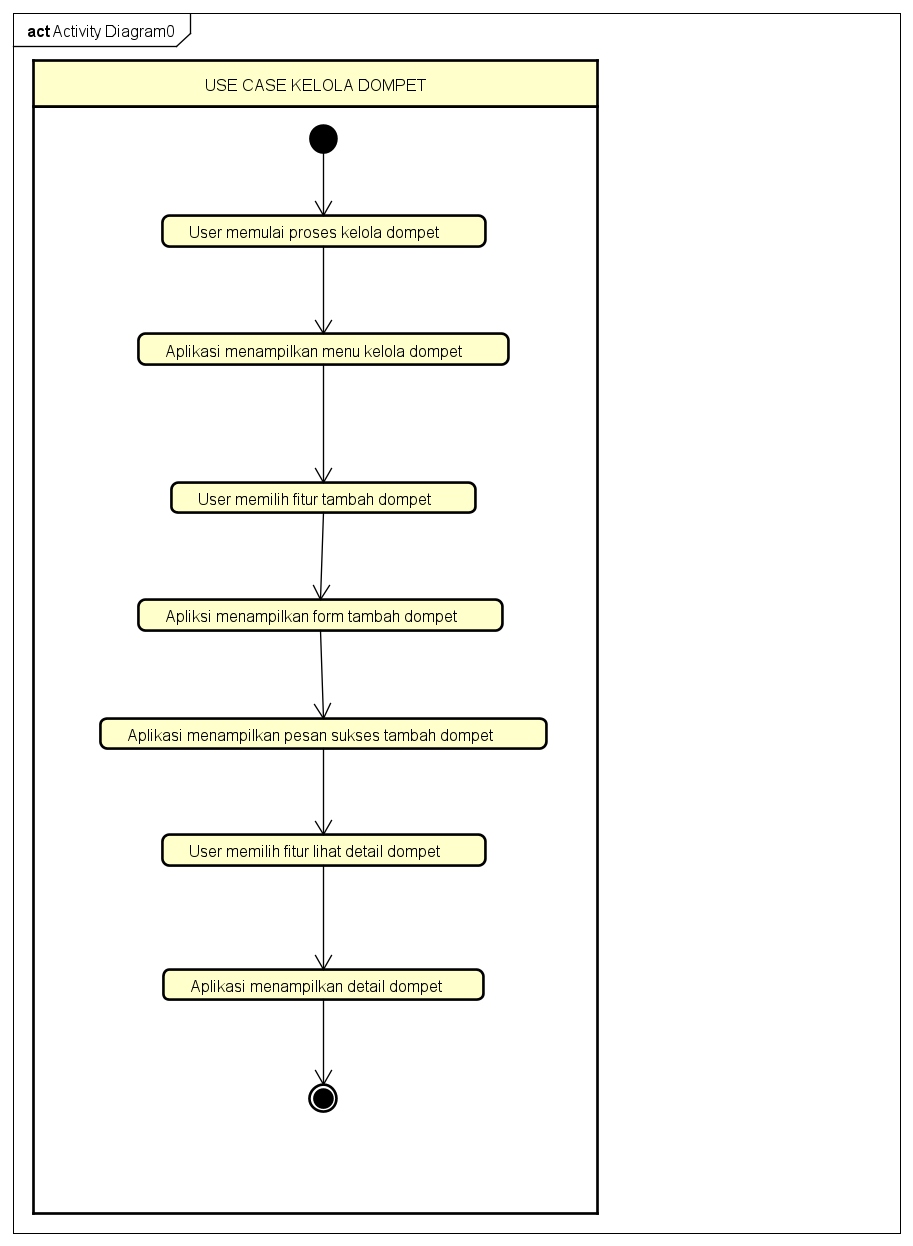 act Activity Diagram0
USE CASE KELOLA DOMPET
User memulai proses kelola dompet
Aplikasi menampilkan menu kelola dompet
User memilih fitur tambah dompet
Apliksi menampilkan form tambah dompet
Aplikasi menampilkan pesan sukses tambah dompet
User memilih fitur lihat detail dompet
Aplikasi menampilkan detail dompet